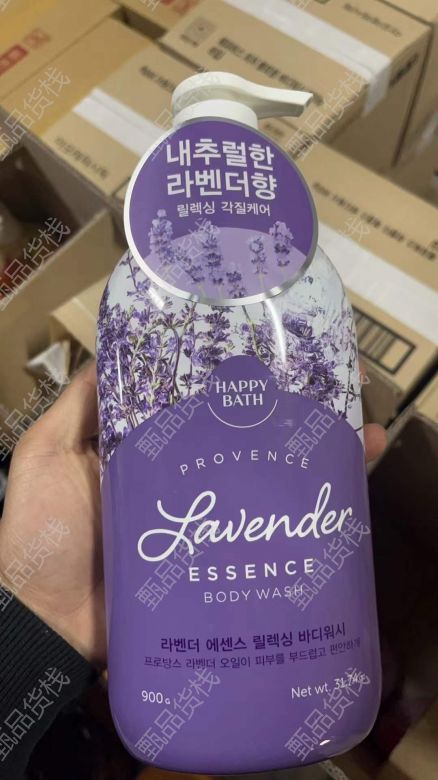 내추럴한
라벤더향
릴렉싱 각질케어
HAPPY
BATH
PROVENCE
Lavender
ESSENCE
BODY WASH
라벤더 에센스 릴렉싱 바디워시
프로방스 라벤더 오일이 피부를 부드럽고 편안하게
900G
Net wt. 31.74
甄品货栈